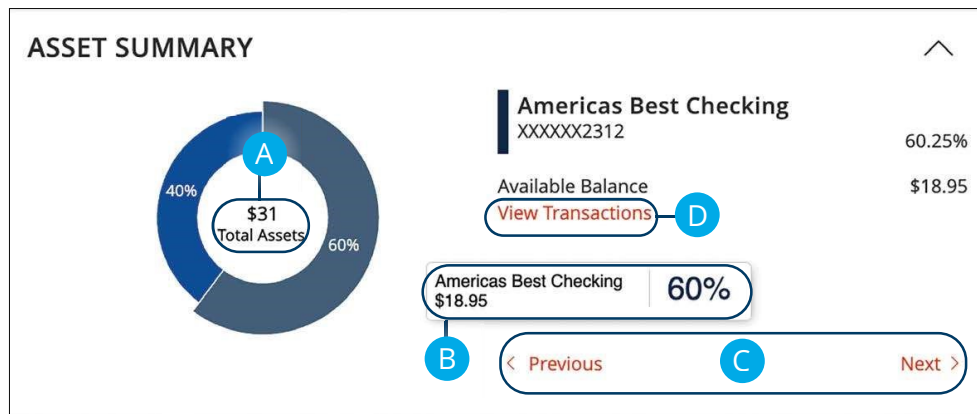 ASSET SUMMARY
A
40%
$31
Total Assets
60%
Americas Best Checking
XXXXXX2312
60.25%
Available Balance $18.95
View Transactions D
Americas Best Checking
$18.95
60%
B
< Previous C Next >